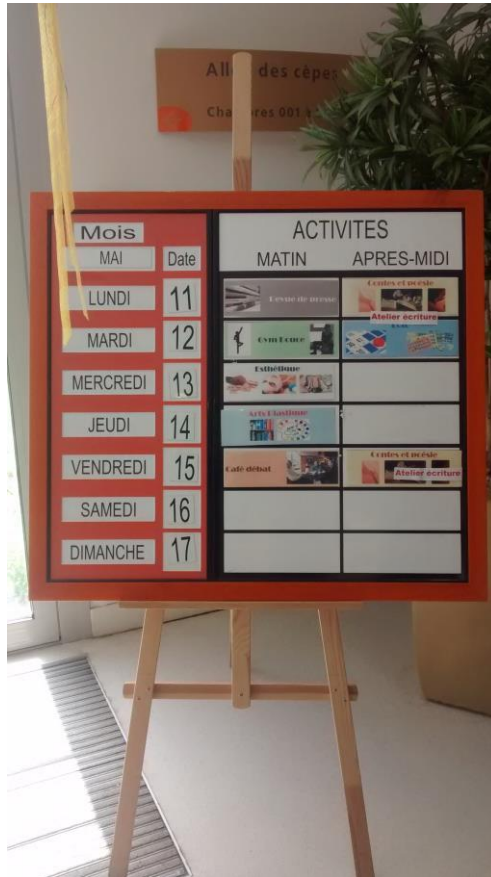 Allée des cèpes
Chambres 001 à
Mois
ACTIVITES
MAI
Date
MATIN
APRES-MIDI
LUNDI
11
Revue de presse
Contes et poésie
Atelier écriture
MARDI
12
Gym Douce
MERCREDI
13
Esthétique
JEUDI
14
Arts Plastique
VENDREDI
15
Café débat
Contes et poésie
Atelier écriture
SAMEDI
16
DIMANCHE
17